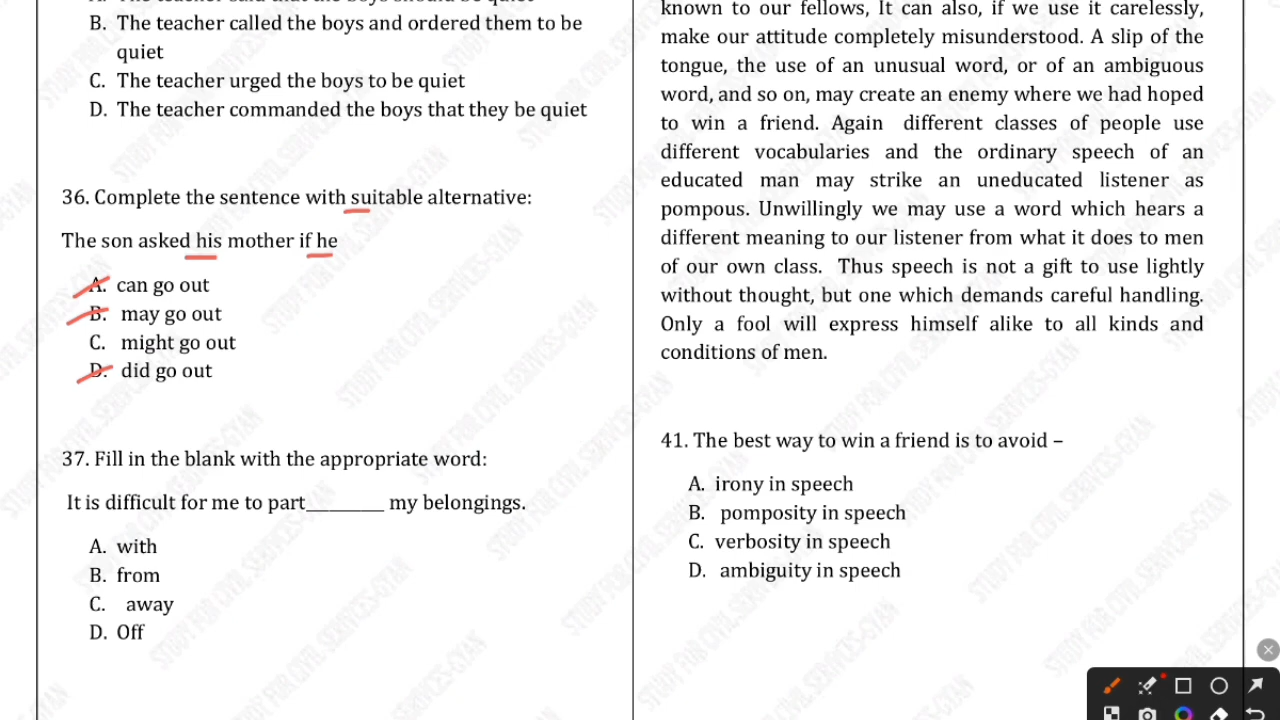 B. The teacher called the boys and ordered them to be
quiet
C. The teacher urged the boys to be quiet
D. The teacher commanded the boys that they be quiet
36. Complete the sentence with suitable alternative:
The son asked his mother if he
A. can go out
B. may go out
C. might go out
D. did go out
37. Fill in the blank with the appropriate word:
It is difficult for me to part________ my belongings.
A. with
B. from
C. away
D. Off
known to our fellows, It can also, if we use it carelessly,
make our attitude completely misunderstood. A slip of the
tongue, the use of an unusual word, or of an ambiguous
word, and so on, may create an enemy where we had hoped
to win a friend. Again different classes of people use
different vocabularies and the ordinary speech of an
educated man may strike an uneducated listener as
pompous. Unwillingly we may use a word which hears a
different meaning to our listener from what it does to men
of our own class. Thus speech is not a gift to use lightly
without thought, but one which demands careful handling.
Only a fool will express himself alike to all kinds and
conditions of men.
41. The best way to win a friend is to avoid –
A. irony in speech
B. pomposity in speech
C. verbosity in speech
D. ambiguity in speech
STUDY FOR CIVIL SERVICES-GYAN